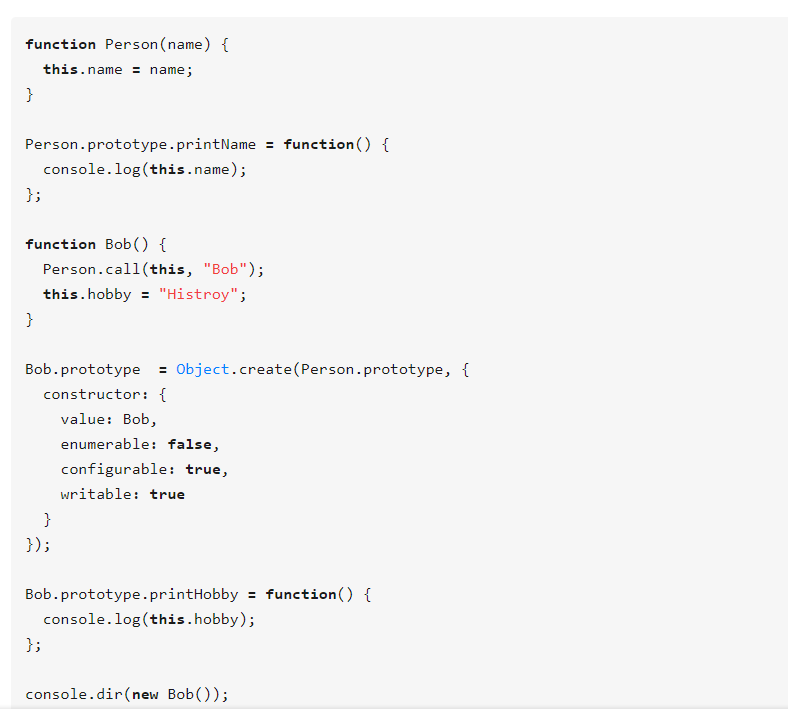 function Person(name) {
  this.name = name;
}

Person.prototype.printName = function() {
  console.log(this.name);
};

function Bob() {
  Person.call(this, "Bob");
  this.hobby = "Histroy";
}

Bob.prototype  = Object.create(Person.prototype, {
  constructor: {
    value: Bob,
    enumerable: false,
    configurable: true,
    writable: true
  }
});

Bob.prototype.printHobby = function() {
  console.log(this.hobby);
};

console.dir(new Bob());